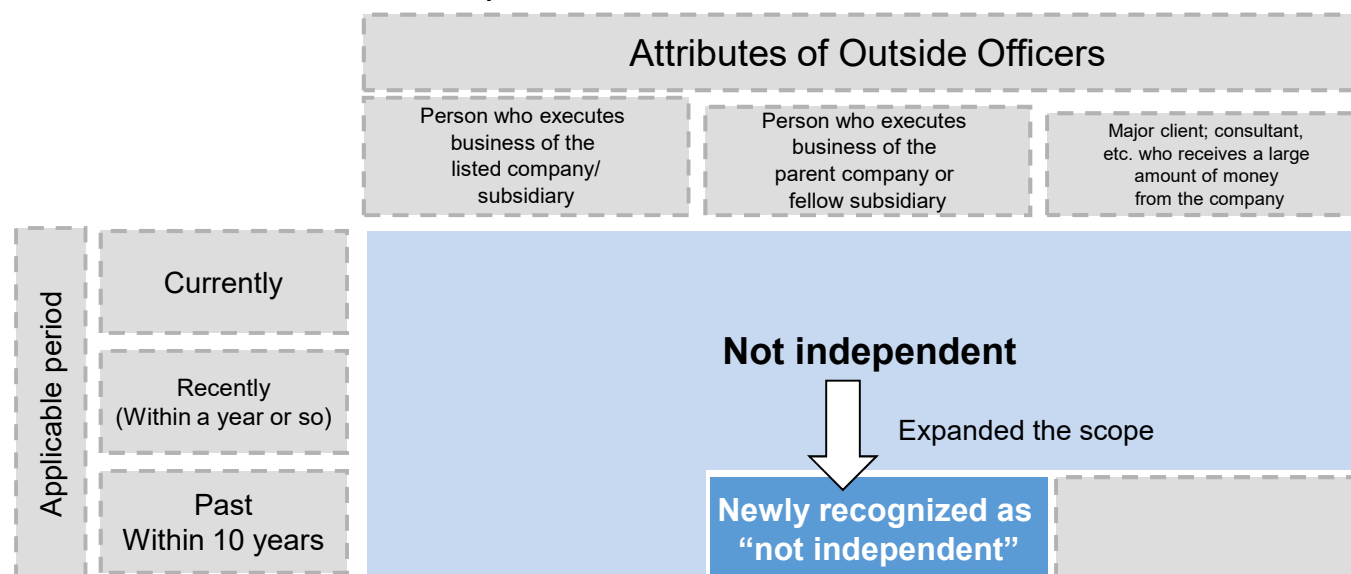 Attributes of Outside Officers
Person who executes
business of the
listed company/
subsidiary
Person who executes
business of the
parent company or
fellow subsidiary
Major client; consultant,
etc. who receives a large
amount of money
from the company
Applicable period
Currently
Recently
(Within a year or so)
Past
Within 10 years
Not independent
Expanded the scope
Newly recognized as
“not independent”